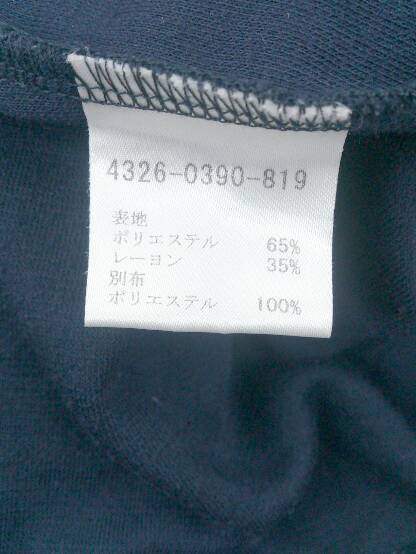 4326-0390-819
表地
ポリエステル 65%
レーヨン 35%
別布
ポリエステル 100%